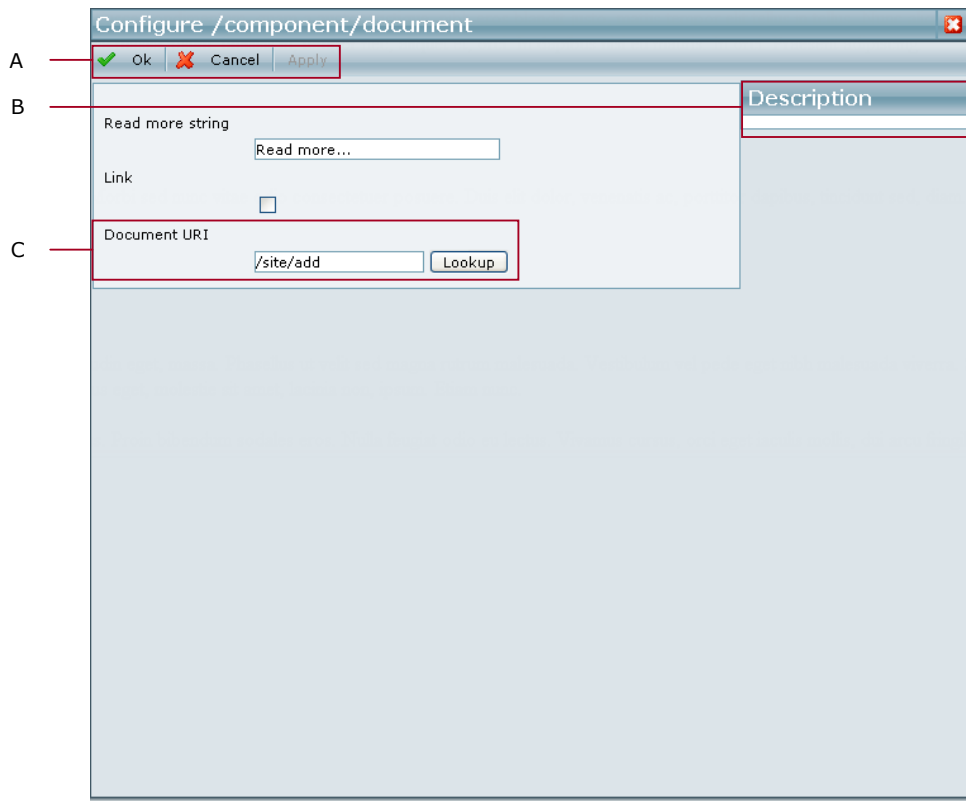 Configure /component/document
A
Ok Cancel Apply
B
Description
Read more string
Read more...
Link
C
Document URI
/site/add Lookup